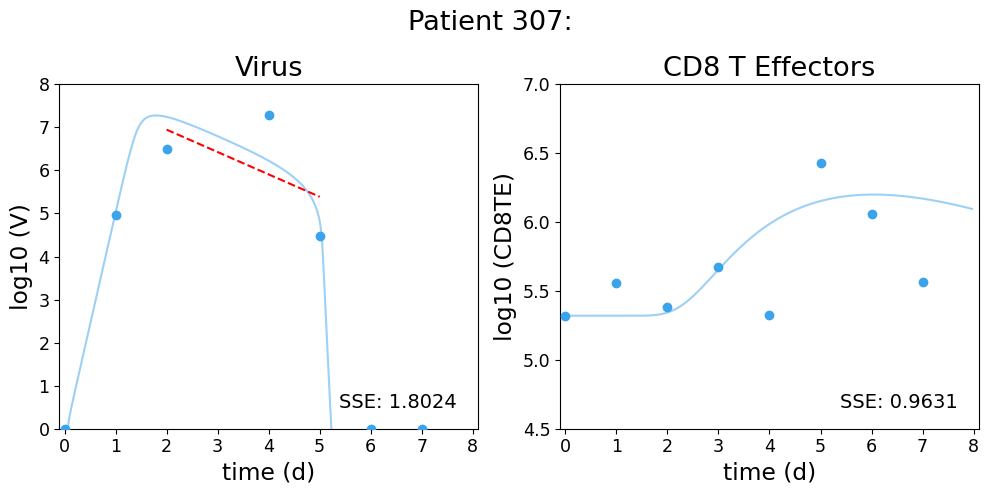 Patient 307:
Virus
CD8 T Effectors
log10 (V)
8
7
6
5
4
3
2
1
0
SSE: 1.8024
0 1 2 3 4 5 6 7 8
time (d)
log10 (CD8TE)
7.0
6.5
6.0
5.5
5.0
4.5
SSE: 0.9631
0 1 2 3 4 5 6 7 8
time (d)